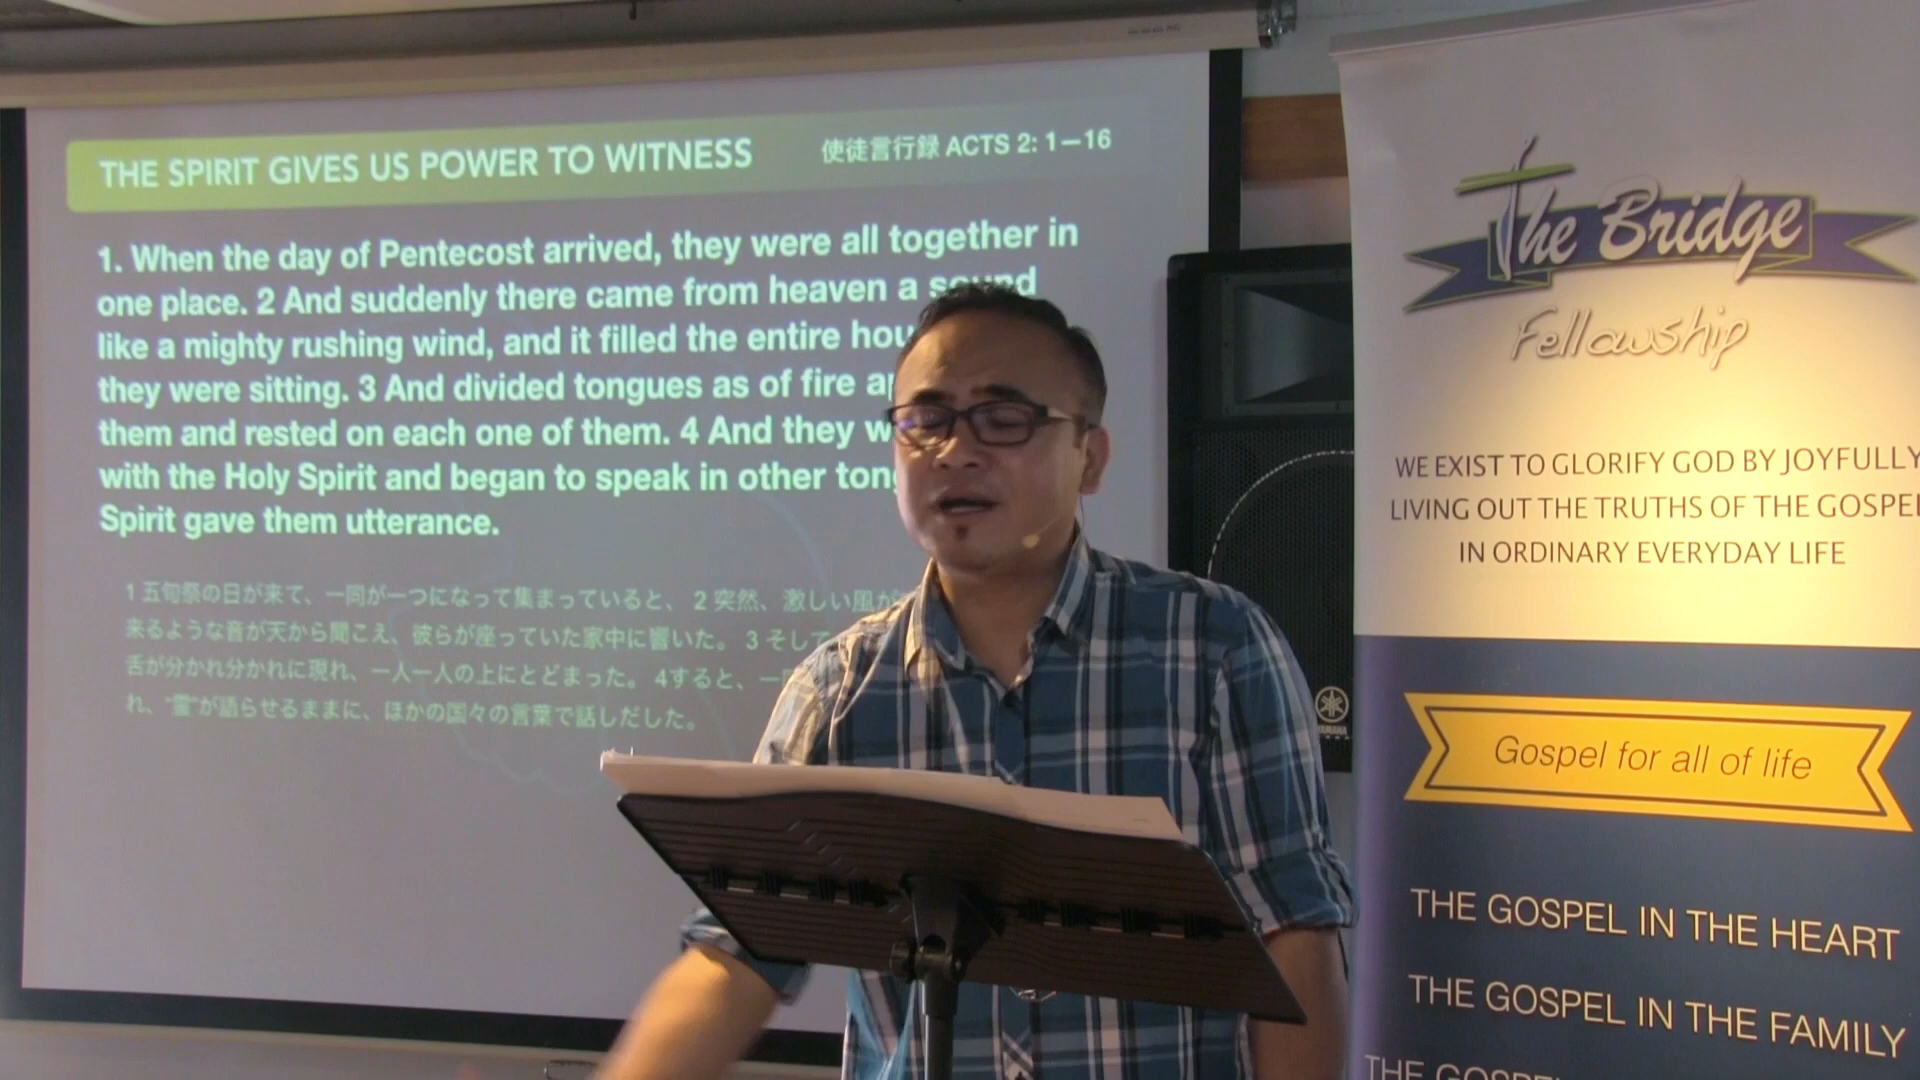 THE SPIRIT GIVES US POWER TO WITNESS 使徒言行録 ACTS 2: 1—16
1. When the day of Pentecost arrived, they were all together in
one place. 2 And suddenly there came from heaven a sound
like a mighty rushing wind, and it filled the entire hou
they were sitting. 3 And divided tongues as of fire ap
them and rested on each one of them. 4 And they w
with the Holy Spirit and began to speak in other tong
Spirit gave them utterance.
1 五旬祭の日が来て、一同が一つになって集まっていると、 2 突然、激しい風が
来るような音が天から聞こえ、彼らが座っていた家中に響いた。 3 そして
舌が分かれ分かれに現れ、一人一人の上にとどまった。 4すると、一
れ、“霊”が語らせるままに、ほかの国々の言葉で話しだした。
The Bridge
Fellowship
WE EXIST TO GLORIFY GOD BY JOYFULLY
LIVING OUT THE TRUTHS OF THE GOSPEL
IN ORDINARY EVERYDAY LIFE
Gospel for all of life
THE GOSPEL IN THE HEART
THE GOSPEL IN THE FAMILY
THE GOSPEL
YAMAHA